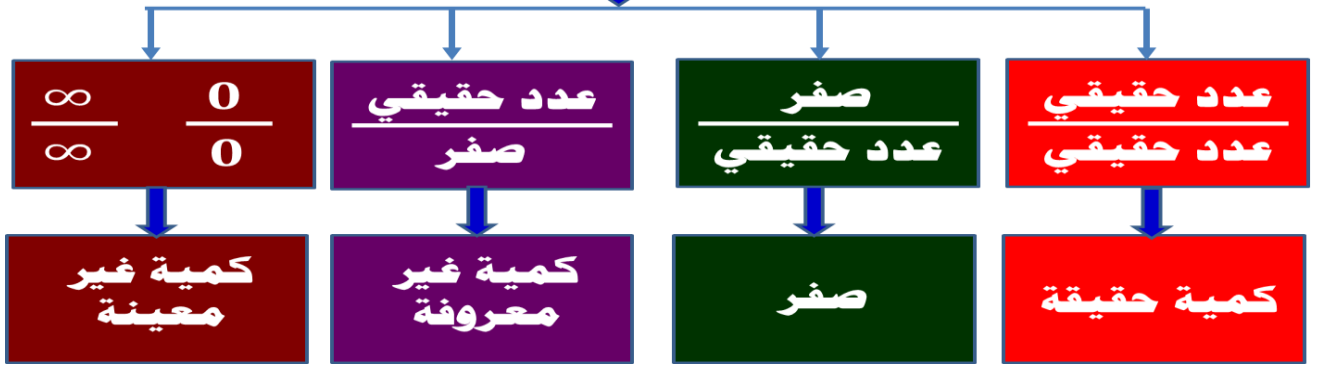 عدد حقيقي
عدد حقيقي
صفر
عدد حقيقي
عدد حقيقي
صفر
0
0
∞
∞
كمية حقيقة
صفر
كمية غير
معروفة
كمية غير
معينة